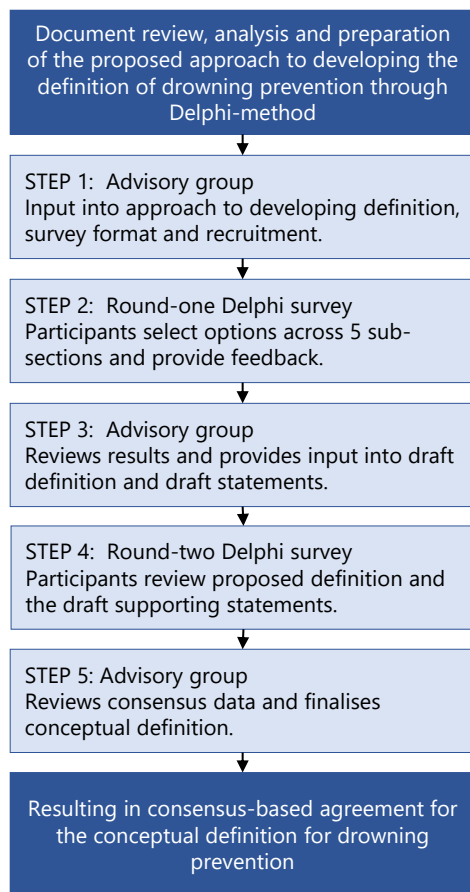 Document review, analysis and preparation
of the proposed approach to developing the
definition of drowning prevention through
Delphi-method
STEP 1:  Advisory group
Input into approach to developing definition,
survey format and recruitment.
STEP 2:  Round-one Delphi survey
Participants select options across 5 sub-
sections and provide feedback.
STEP 3:  Advisory group
Reviews results and provides input into draft
definition and draft statements.
STEP 4:  Round-two Delphi survey
Participants review proposed definition and
the draft supporting statements.
STEP 5: Advisory group
Reviews consensus data and finalises
conceptual definition.
Resulting in consensus-based agreement for
the conceptual definition for drowning
prevention